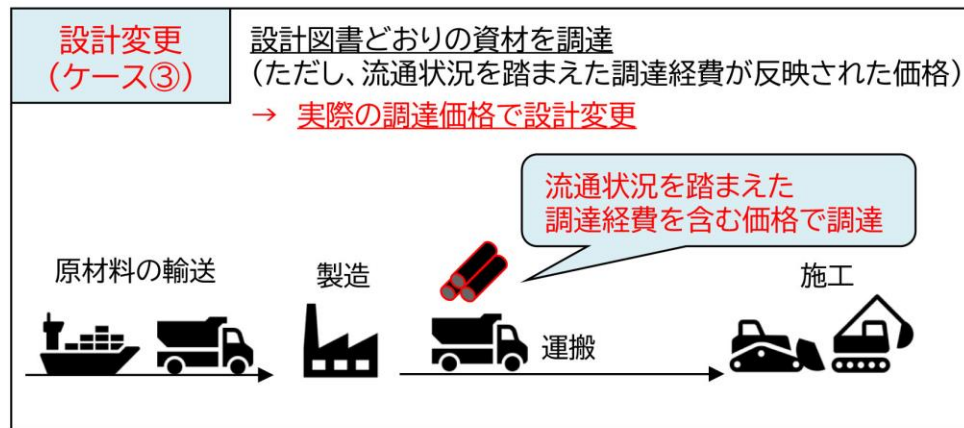 設計変更
(ケース③)
設計図書どおりの資材を調達
(ただし、流通状況を踏まえた調達経費が反映された価格)
→ 実際の調達価格で設計変更
流通状況を踏まえた
調達経費を含む価格で調達
原材料の輸送
製造
運搬
施工